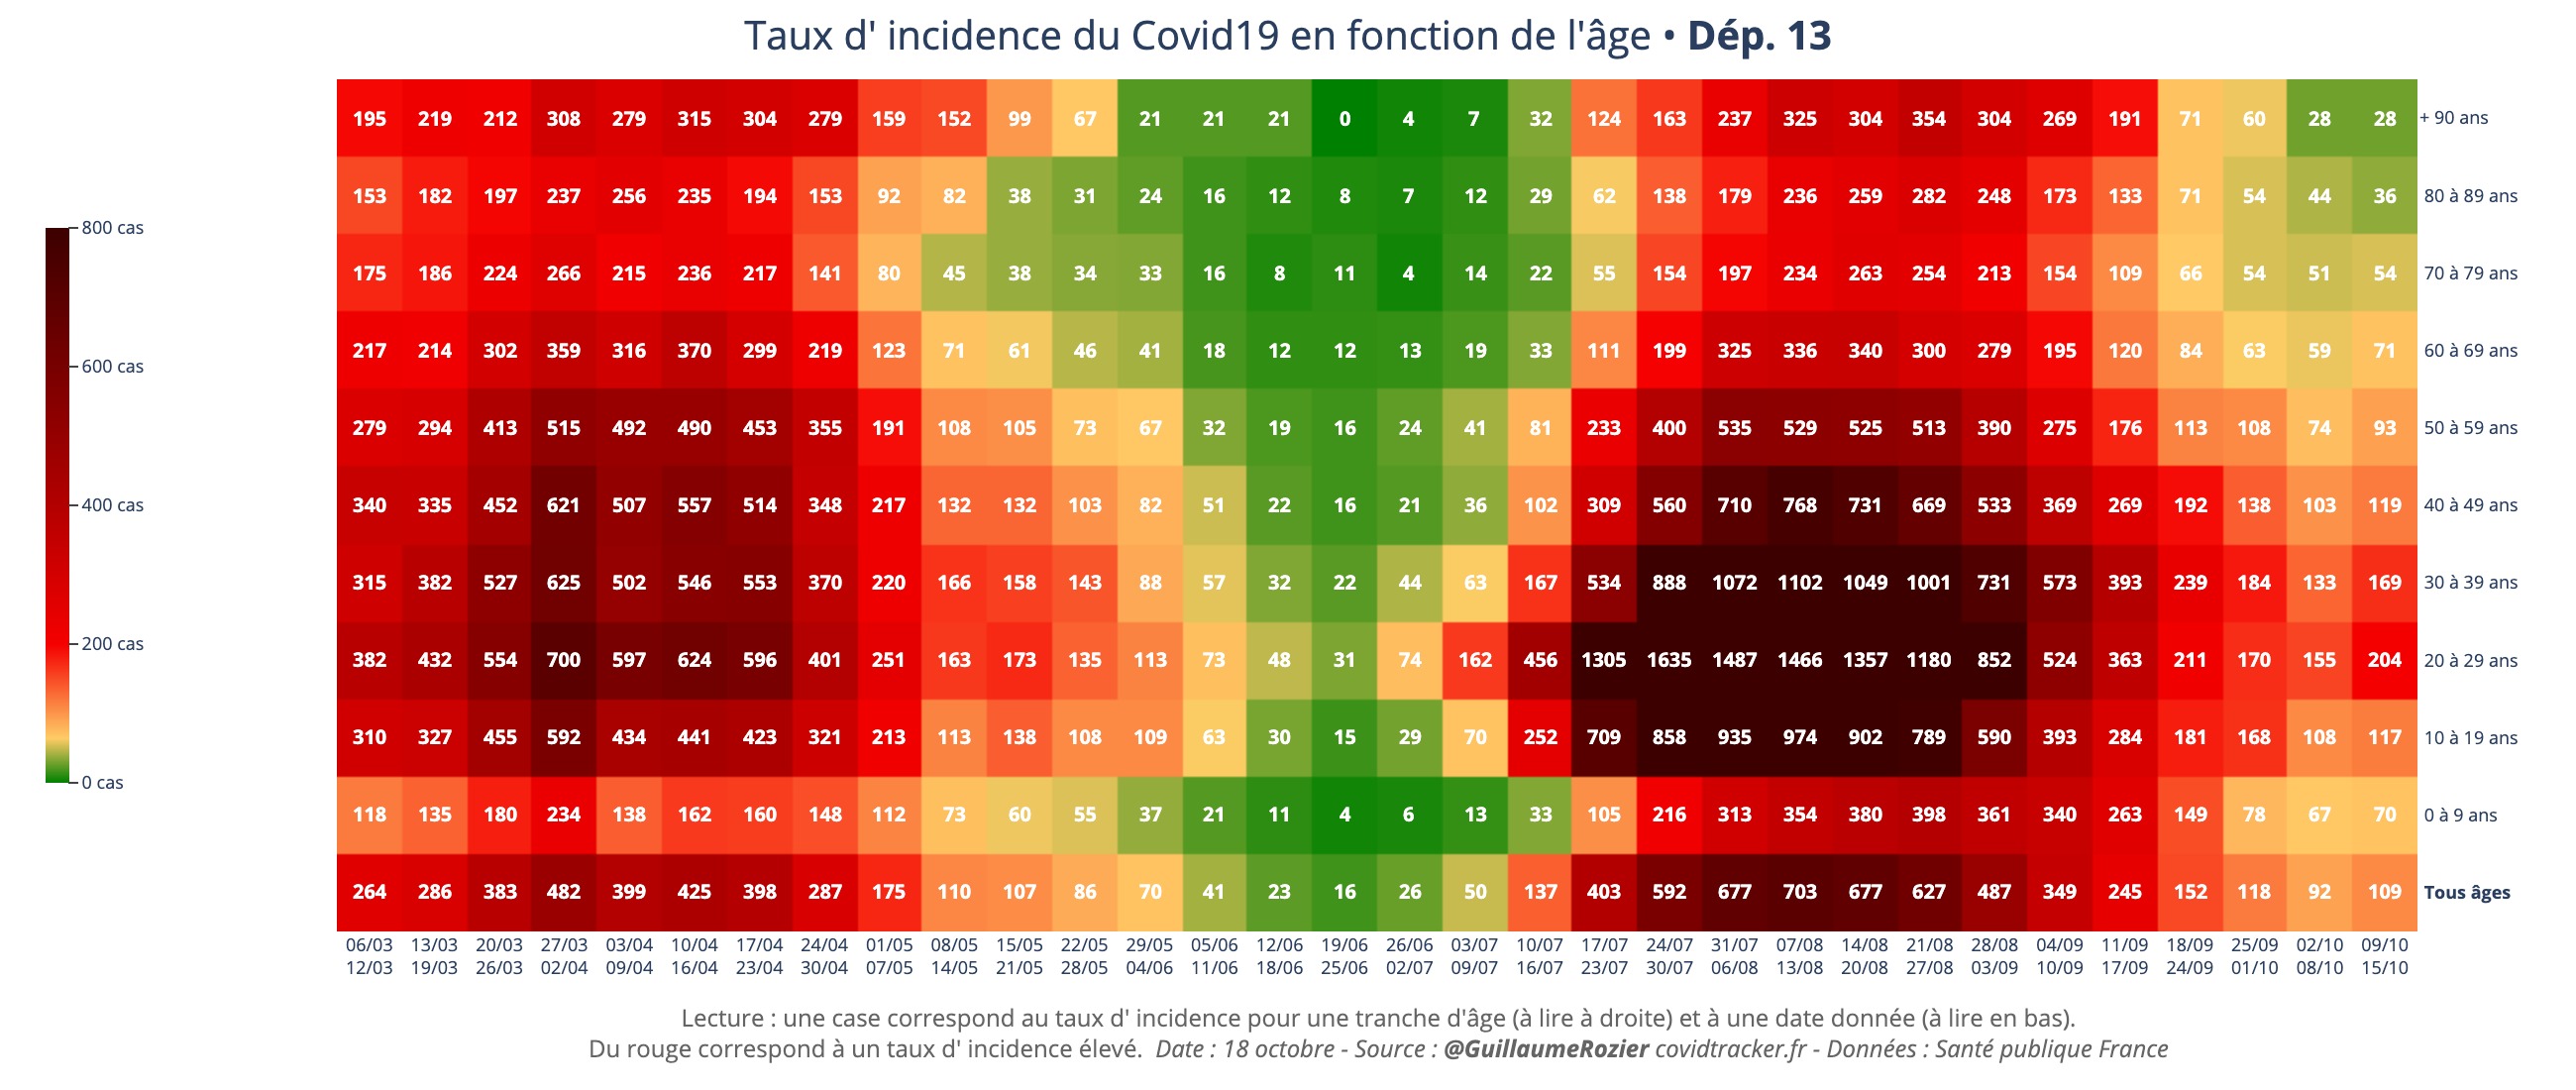 Taux d' incidence du Covid19 en fonction de l'âge • Dép. 13
800 cas
600 cas
400 cas
200 cas
0 cas
195 219 212 308 279 315 304 279 159 152 99 67 21 21 21 0 4 7 32 124 163 237 325 304 354 304 269 191 71 60 28 28 + 90 ans
153 182 197 237 256 235 194 153 92 82 38 31 24 16 12 8 7 12 29 62 138 179 236 259 282 248 173 133 71 54 44 36 80 à 89 ans
175 186 224 266 215 236 217 141 80 45 38 34 33 16 8 11 4 14 22 55 154 197 234 263 254 213 154 109 66 54 51 54 70 à 79 ans
217 214 302 359 316 370 299 219 123 71 61 46 41 18 12 12 13 19 33 111 199 325 336 340 300 279 195 120 84 63 59 71 60 à 69 ans
279 294 413 515 492 490 453 355 191 108 105 73 67 32 19 16 24 41 81 233 400 535 529 525 513 390 275 176 113 108 74 93 50 à 59 ans
340 335 452 621 507 557 514 348 217 132 132 103 82 51 22 16 21 36 102 309 560 710 768 731 669 533 369 269 192 138 103 119 40 à 49 ans
315 382 527 625 502 546 553 370 220 166 158 143 88 57 32 22 44 63 167 534 888 1072 1102 1049 1001 731 573 393 239 184 133 169 30 à 39 ans
382 432 554 700 597 624 596 401 251 163 173 135 113 73 48 31 74 162 456 1305 1635 1487 1466 1357 1180 852 524 363 211 170 155 204 20 à 29 ans
310 327 455 592 434 441 423 321 213 113 138 108 109 63 30 15 29 70 252 709 858 935 974 902 789 590 393 284 181 168 108 117 10 à 19 ans
118 135 180 234 138 162 160 148 112 73 60 55 37 21 11 4 6 13 33 105 216 313 354 380 398 361 340 263 149 78 67 70 0 à 9 ans
264 286 383 482 399 425 398 287 175 110 107 86 70 41 23 16 26 50 137 403 592 677 703 677 627 487 349 245 152 118 92 109 Tous âges
06/03 13/03 20/03 27/03 03/04 10/04 17/04 24/04 01/05 08/05 15/05 22/05 29/05 05/06 12/06 19/06 26/06 03/07 10/07 17/07 24/07 31/07 07/08 14/08 21/08 28/08 04/09 11/09 18/09 25/09 02/10 09/10
12/03 19/03 26/03 02/04 09/04 16/04 23/04 30/04 07/05 14/05 21/05 28/05 04/06 11/06 18/06 25/06 02/07 09/07 16/07 23/07 30/07 06/08 13/08 20/08 27/08 03/09 10/09 17/09 24/09 01/10 08/10 15/10
Lecture : une case correspond au taux d' incidence pour une tranche d'âge (à lire à droite) et à une date donnée (à lire en bas).
Du rouge correspond à un taux d' incidence élevé. Date : 18 octobre - Source : @GuillaumeRozier covidtracker.fr - Données : Santé publique France